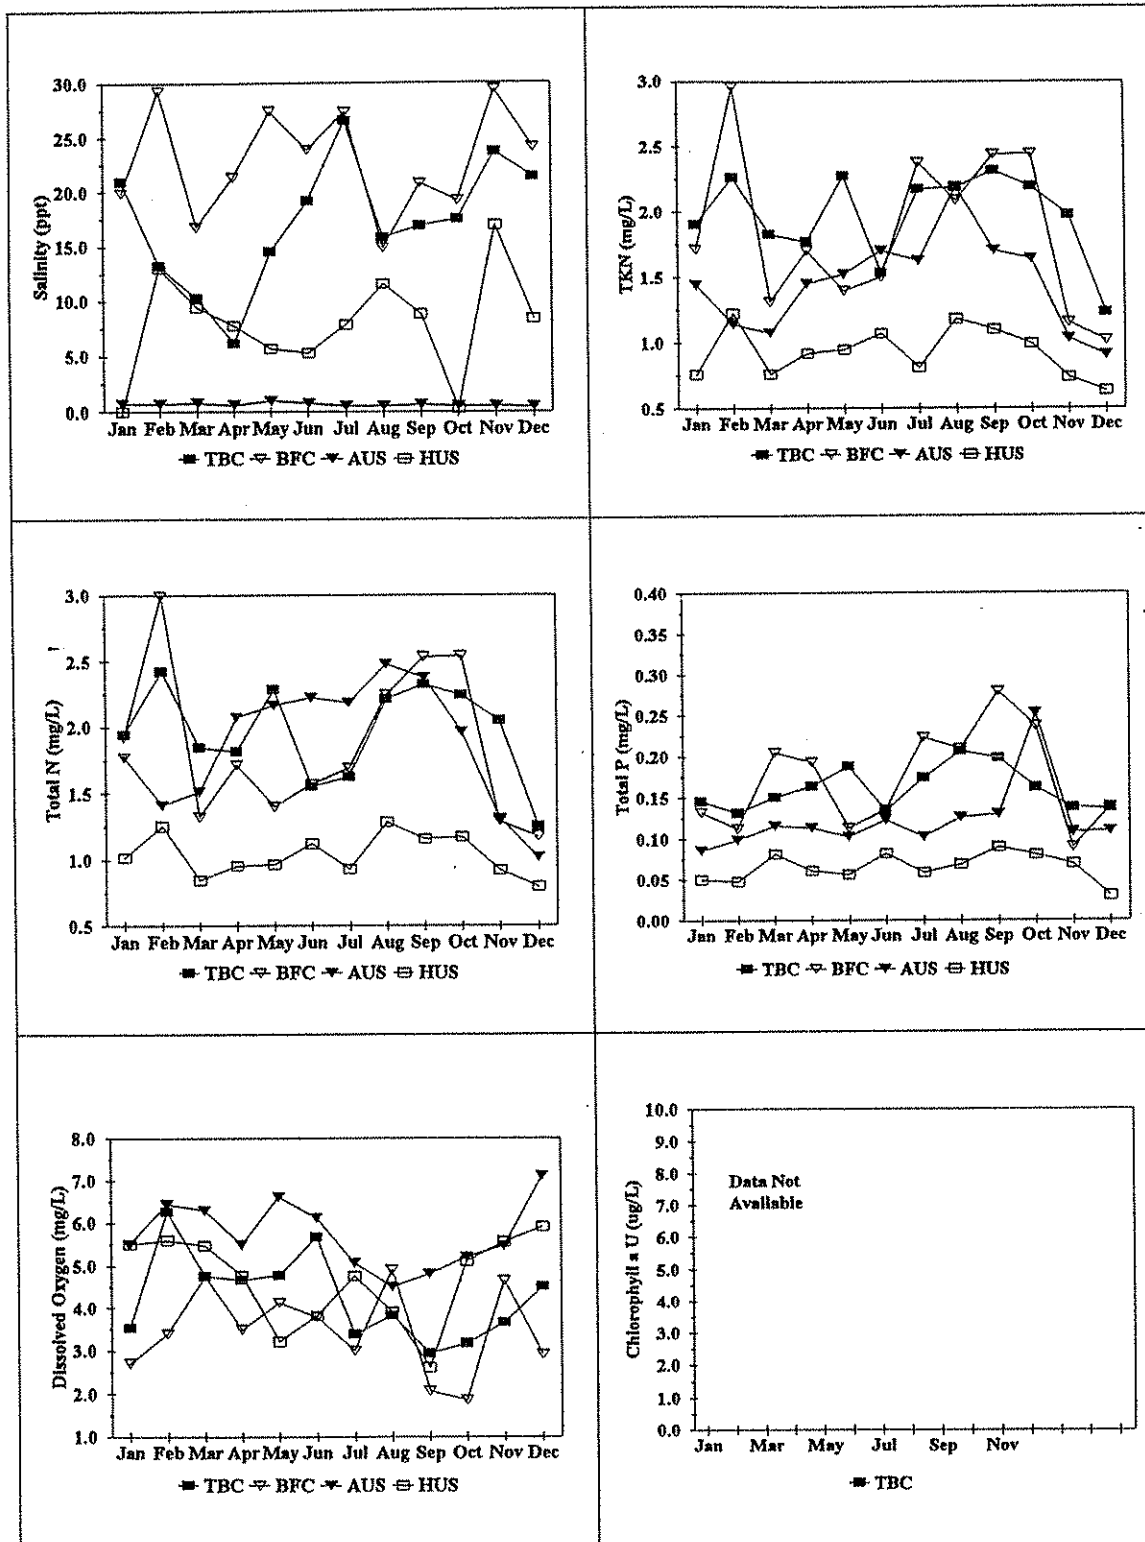 Salinity (ppt)
30.0
25.0
20.0
15.0
10.0
5.0
0.0
Jan Feb Mar Apr May Jun Jul Aug Sep Oct Nov Dec
TBC BFC AUS HUS
TKN (mg/L)
3.0
2.5
2.0
1.5
1.0
0.5
Jan Feb Mar Apr May Jun Jul Aug Sep Oct Nov Dec
TBC BFC AUS HUS
Total N (mg/L)
3.0
2.5
2.0
1.5
1.0
0.5
Jan Feb Mar Apr May Jun Jul Aug Sep Oct Nov Dec
TBC BFC AUS HUS
Total P (mg/L)
0.40
0.35
0.30
0.25
0.20
0.15
0.10
0.05
0.00
Jan Feb Mar Apr May Jun Jul Aug Sep Oct Nov Dec
TBC BFC AUS HUS
Dissolved Oxygen (mg/L)
8.0
7.0
6.0
5.0
4.0
3.0
2.0
1.0
Jan Feb Mar Apr May Jun Jul Aug Sep Oct Nov Dec
TBC BFC AUS HUS
Chlorophyll a U (ug/L)
10.0
9.0
8.0
7.0
6.0
5.0
4.0
3.0
2.0
1.0
0.0
Data Not
Available
Jan Mar May Jul Sep Nov
TBC